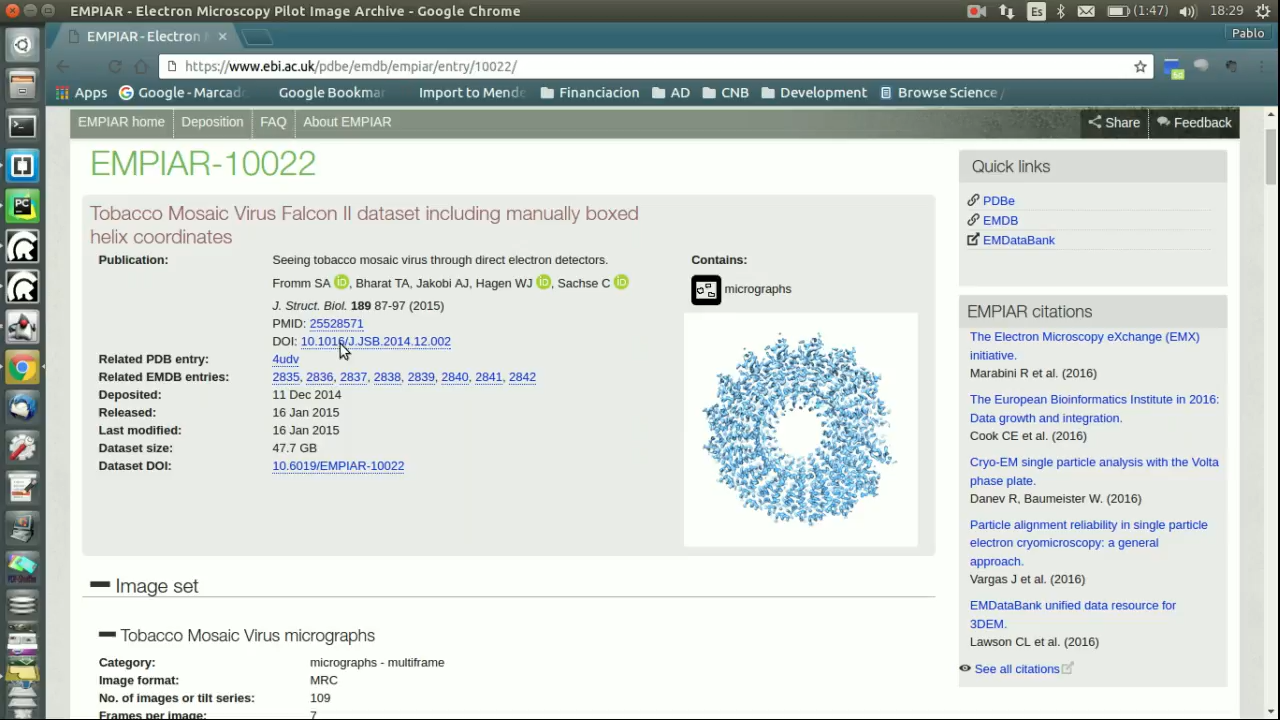 EMPIAR - Electron Microscopy Pilot Image Archive - Google Chrome
Es
(1:47)
18:29
EMPIAR - Electron
Pablo
https://www.ebi.ac.uk/pdbe/emdb/empiar/entry/10022/
Apps
Google - Marcad
Google Bookmar
Import to Mende
Financiacion
AD
CNB
Development
Browse Science /
EMPIAR home
Deposition
FAQ
About EMPIAR
Share
Feedback
EMPIAR-10022
Tobacco Mosaic Virus Falcon II dataset including manually boxed
helix coordinates
Publication:
Seeing tobacco mosaic virus through direct electron detectors.
Fromm SA iD, Bharat TA, Jakobi AJ, Hagen WJ iD, Sachse C iD
J. Struct. Biol. 189 87-97 (2015)
PMID: 25528571
DOI: 10.1016/J.JSB.2014.12.002
Related PDB entry: 4udv
Related EMDB entries: 2835, 2836, 2837, 2838, 2839, 2840, 2841, 2842
Deposited: 11 Dec 2014
Released: 16 Jan 2015
Last modified: 16 Jan 2015
Dataset size: 47.7 GB
Dataset DOI: 10.6019/EMPIAR-10022
Contains:
micrographs
Image set
Tobacco Mosaic Virus micrographs
Category: micrographs - multiframe
Image format: MRC
No. of images or tilt series: 109
Frames per image: 7
Quick links
PDBe
EMDB
EMDataBank
EMPIAR citations
The Electron Microscopy eXchange (EMX)
initiative.
Marabini R et al. (2016)
The European Bioinformatics Institute in 2016:
Data growth and integration.
Cook CE et al. (2016)
Cryo-EM single particle analysis with the Volta
phase plate.
Danev R, Baumeister W. (2016)
Particle alignment reliability in single particle
electron cryomicroscopy: a general
approach.
Vargas J et al. (2016)
EMDataBank unified data resource for
3DEM.
Lawson CL et al. (2016)
See all citations
PC